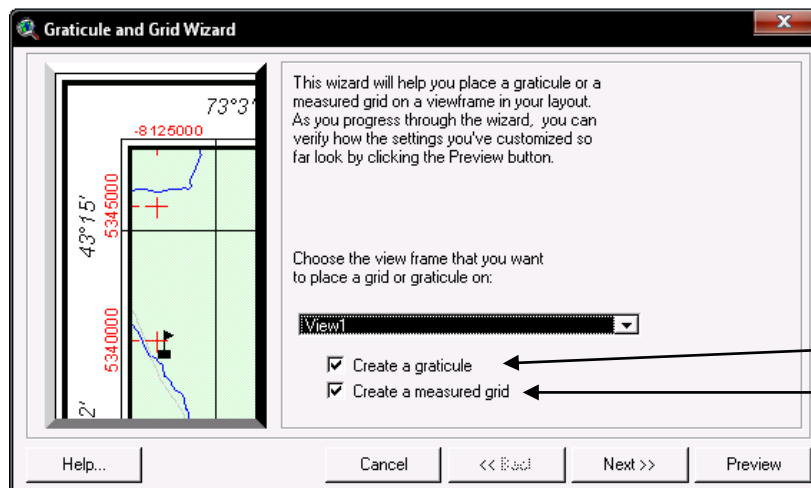 Graticule and Grid Wizard
73°3'
-8125000
43°15'
5345000
5340000
2'
This wizard will help you place a graticule or a
measured grid on a viewframe in your layout.
As you progress through the wizard, you can
verify how the settings you've customized so
far look by clicking the Preview button.
Choose the view frame that you want
to place a grid or graticule on:
View1
Create a graticule
Create a measured grid
Help...
Cancel
<< Back
Next >>
Preview